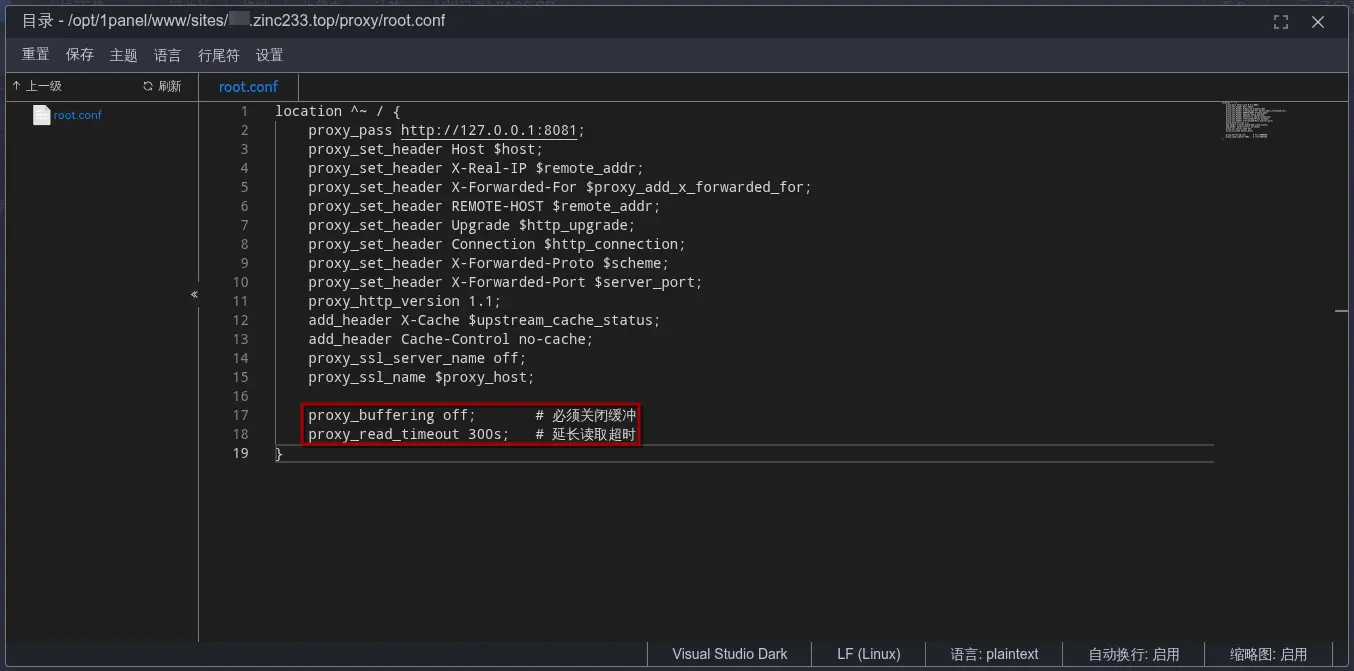 目录 - /opt/1panel/www/sites/ .zinc233.top/proxy/root.conf
重置 保存 主题 语言 行尾符 设置
上一级 刷新 root.conf
root.conf
1 location ^~ / {
2 proxy_pass http://127.0.0.1:8081;
3 proxy_set_header Host $host;
4 proxy_set_header X-Real-IP $remote_addr;
5 proxy_set_header X-Forwarded-For $proxy_add_x_forwarded_for;
6 proxy_set_header REMOTE-HOST $remote_addr;
7 proxy_set_header Upgrade $http_upgrade;
8 proxy_set_header Connection $http_connection;
9 proxy_set_header X-Forwarded-Proto $scheme;
10 proxy_set_header X-Forwarded-Port $server_port;
11 proxy_http_version 1.1;
12 add_header X-Cache $upstream_cache_status;
13 add_header Cache-Control no-cache;
14 proxy_ssl_server_name off;
15 proxy_ssl_name $proxy_host;
16
17 proxy_buffering off; # 必须关闭缓冲
18 proxy_read_timeout 300s; # 延长读取超时
19 }
Visual Studio Dark LF (Linux) 语言: plaintext 自动换行: 启用 缩略图: 启用